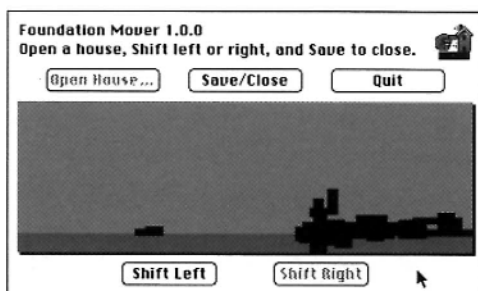 Foundation Mover 1.0.0
Open a house, Shift left or right, and Save to close.
Open House...
Save/Close
Quit
Shift Left
Shift Right